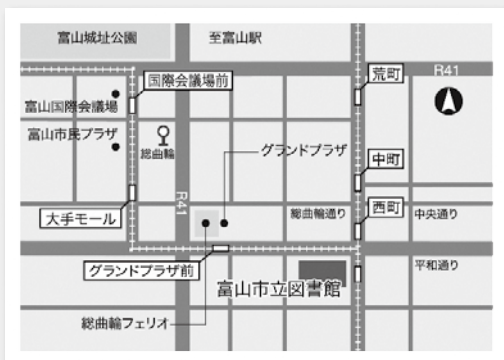 富山城址公園
至富山駅
荒町
R41
国際会議場前
富山国際会議場
富山市民プラザ
総曲輪
グランドプラザ
中町
R41
大手モール
総曲輪通り
西町
中央通り
グランドプラザ前
平和通り
富山市立図書館
総曲輪フェリオ